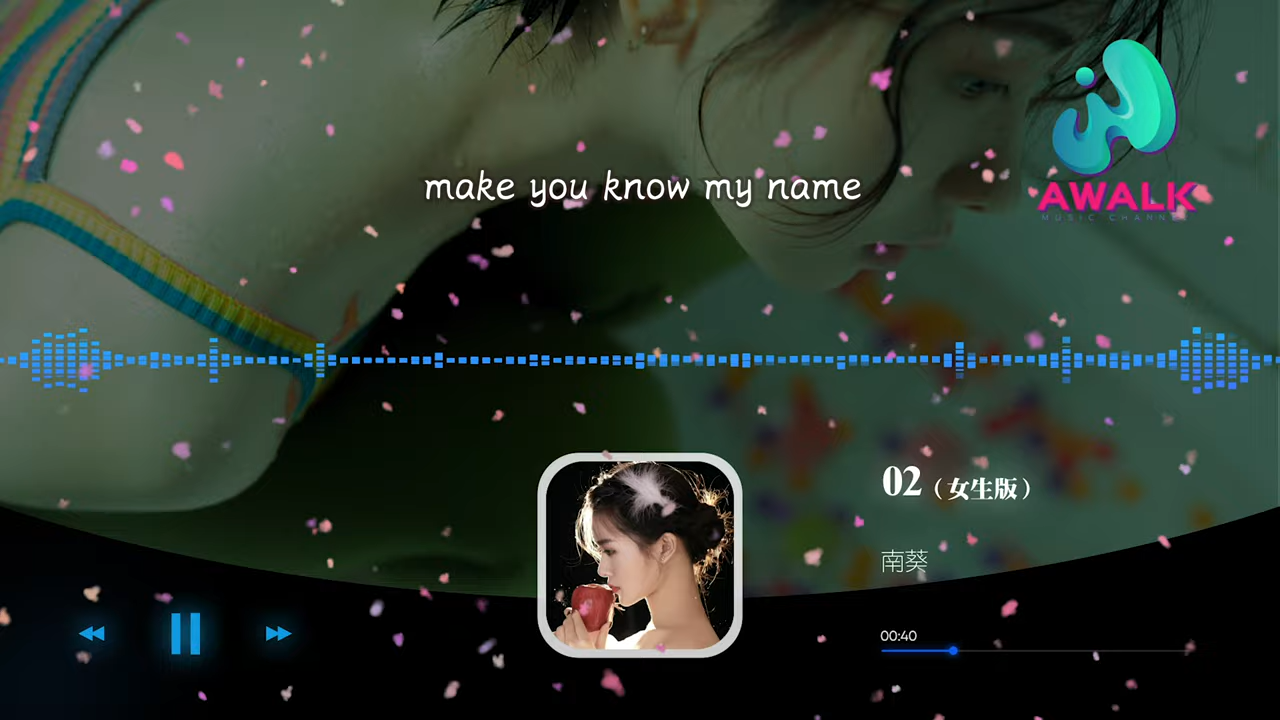 make you know my name
AWALK
MUSIC CHANNEL
02（女生版）
南葵
00:40